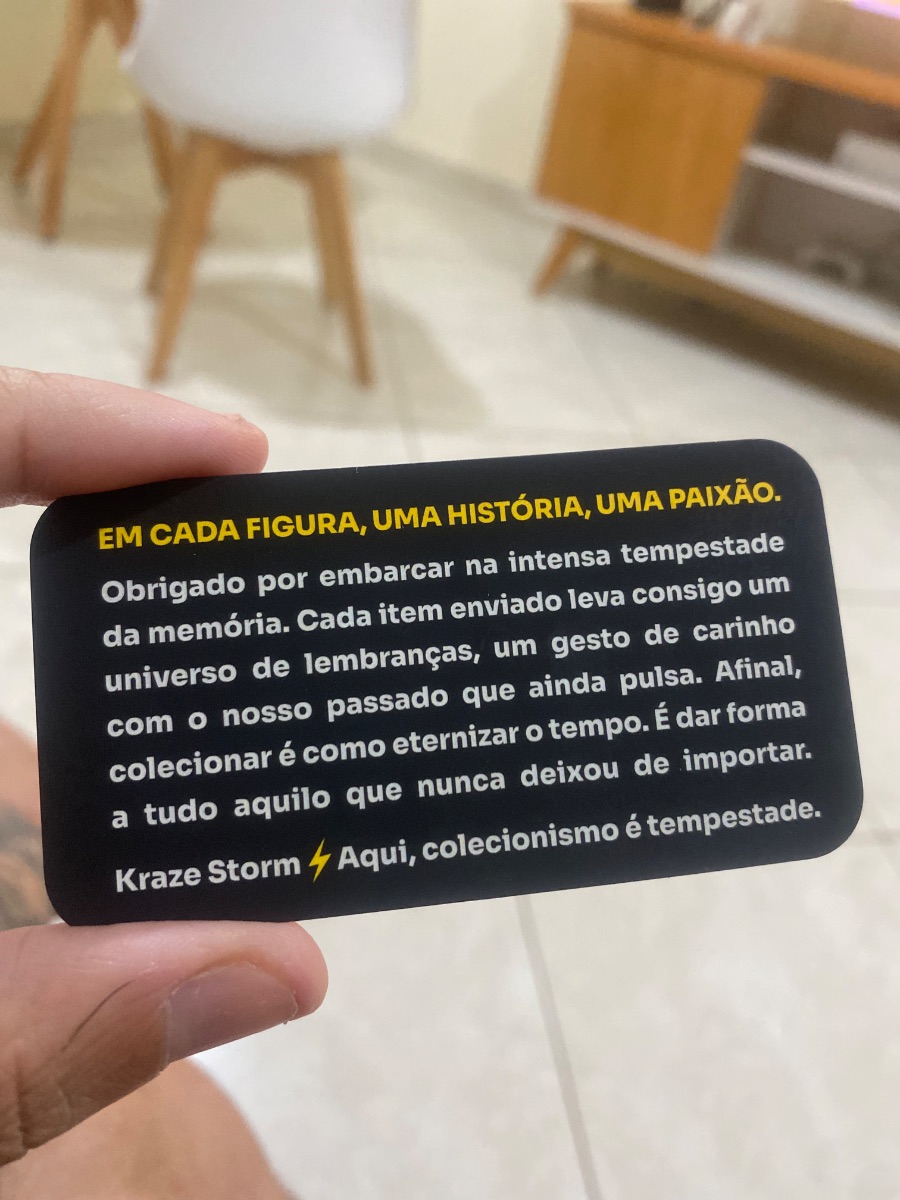 EM CADA FIGURA, UMA HISTÓRIA, UMA PAIXÃO.
Obrigado por embarcar na intensa tempestade
da memória. Cada item enviado leva consigo um
universo de lembranças, um gesto de carinho
com o nosso passado que ainda pulsa. Afinal,
colecionar é como eternizar o tempo. É dar forma
a tudo aquilo que nunca deixou de importar.
Kraze Storm⚡Aqui, colecionismo é tempestade.